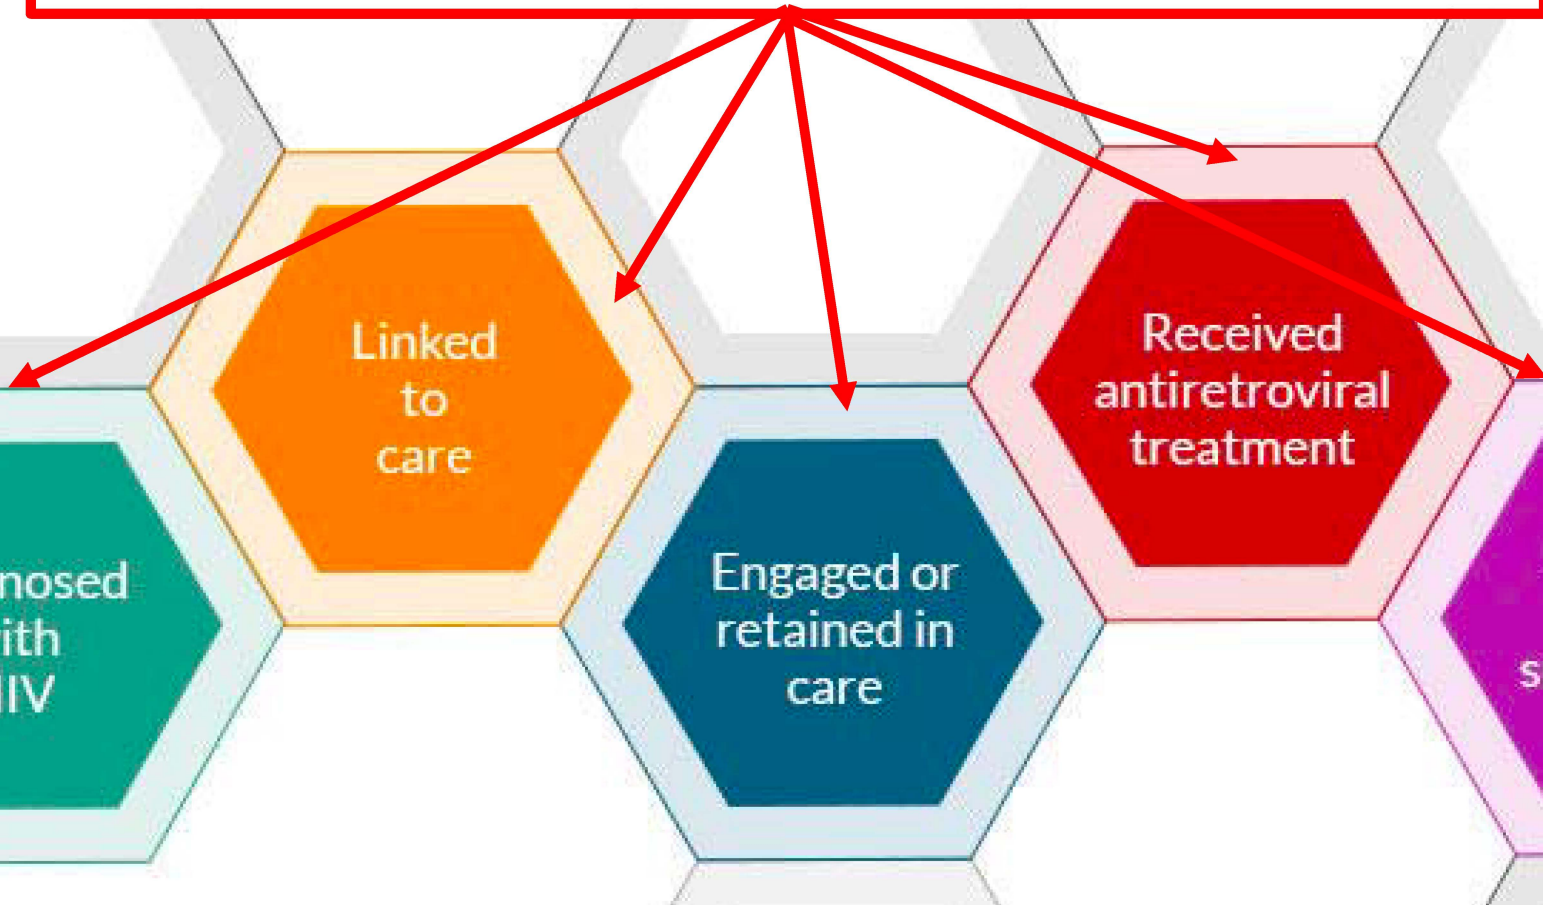 Linked
to
care
Received
antiretroviral
treatment
Engaged or
retained in
care
nosed
ith
IV
s